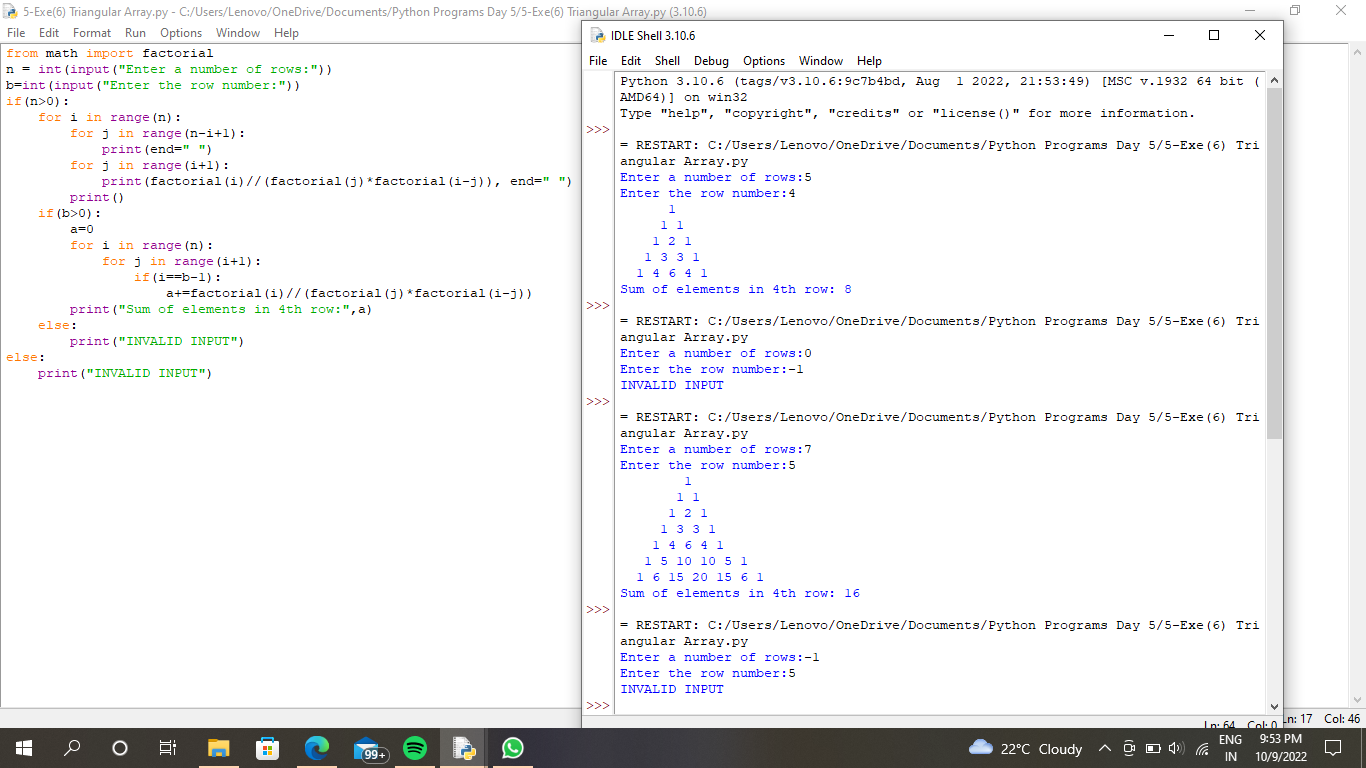 5-Exe(6) Triangular Array.py - C:/Users/Lenovo/OneDrive/Documents/Python Programs Day 5/5-Exe(6) Triangular Array.py (3.10.6)
File Edit Format Run Options Window Help
from math import factorial
n = int(input("Enter a number of rows:"))
b=int(input("Enter the row number:"))
if(n>0):
    for i in range(n):
        for j in range(n-i+1):
            print(end=" ")
        for j in range(i+1):
            print(factorial(i)//(factorial(j)*factorial(i-j)), end=" ")
        print()
    if(b>0):
        a=0
        for i in range(n):
            for j in range(i+1):
                if(i==b-1):
                    a+=factorial(i)//(factorial(j)*factorial(i-j))
        print("Sum of elements in 4th row:",a)
    else:
        print("INVALID INPUT")
else:
    print("INVALID INPUT")
IDLE Shell 3.10.6
File Edit Shell Debug Options Window Help
Python 3.10.6 (tags/v3.10.6:9c7b4bd, Aug  1 2022, 21:53:49) [MSC v.1932 64 bit (
AMD64)] on win32
Type "help", "copyright", "credits" or "license()" for more information.
>>>
= RESTART: C:/Users/Lenovo/OneDrive/Documents/Python Programs Day 5/5-Exe(6) Tri
angular Array.py
Enter a number of rows:5
Enter the row number:4
      1
     1 1
    1 2 1
   1 3 3 1
  1 4 6 4 1
Sum of elements in 4th row: 8
>>>
= RESTART: C:/Users/Lenovo/OneDrive/Documents/Python Programs Day 5/5-Exe(6) Tri
angular Array.py
Enter a number of rows:0
Enter the row number:-1
INVALID INPUT
>>>
= RESTART: C:/Users/Lenovo/OneDrive/Documents/Python Programs Day 5/5-Exe(6) Tri
angular Array.py
Enter a number of rows:7
Enter the row number:5
        1
       1 1
      1 2 1
     1 3 3 1
    1 4 6 4 1
   1 5 10 10 5 1
  1 6 15 20 15 6 1
Sum of elements in 4th row: 16
>>>
= RESTART: C:/Users/Lenovo/OneDrive/Documents/Python Programs Day 5/5-Exe(6) Tri
angular Array.py
Enter a number of rows:-1
Enter the row number:5
INVALID INPUT
>>>
Ln: 64 Col: 0
Ln: 17 Col: 46
99+
22°C Cloudy
ENG
IN
9:53 PM
10/9/2022